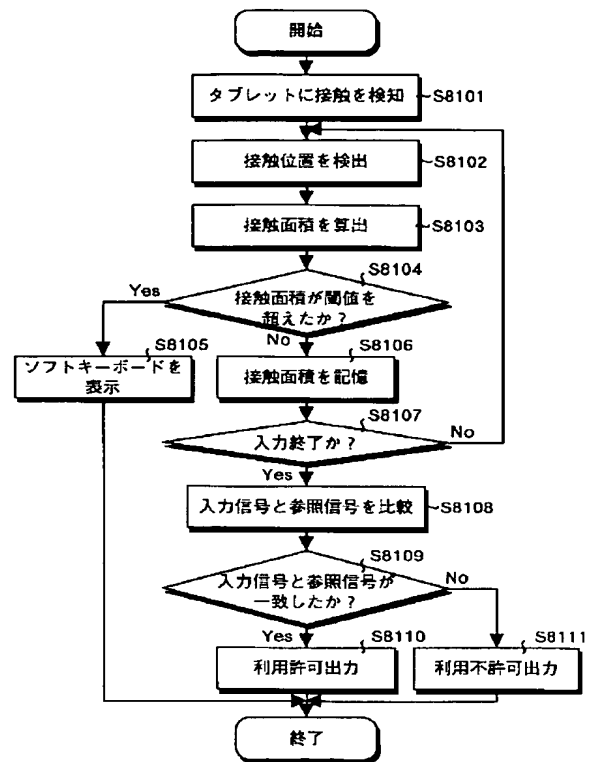 開始
タブレットに接触を検知
S8101
接触位置を検出
S8102
接触面積を算出
S8103
S8104
接触面積が閾値を
超えたか?
Yes
No
S8105
ソフトキーボードを
表示
S8106
接触面積を記憶
S8107
入力終了か?
No
Yes
入力信号と参照信号を比較
S8108
S8109
入力信号と参照信号が
一致したか?
No
Yes
S8110
利用許可出力
S8111
利用不許可出力
終了